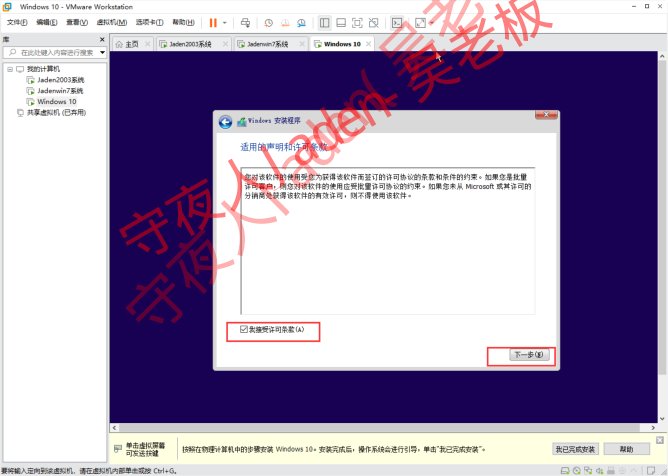 Windows 10 - VMware Workstation
文件(F) 编辑(E) 查看(V) 虚拟机(M) 选项卡(T) 帮助(H)
库
在此处键入内容进行搜索
主页 Jaden2003系统 Jadenwin7系统 Windows 10
我的计算机
Jaden2003系统
Jadenwin7系统
Windows 10
共享虚拟机 (已弃用)
Windows 安装程序
适用的声明和许可条款
您对该软件的使用受您为获得该软件而签订的许可协议的条款和条件的约束。如果您是批量
许可客户，则您对该软件的使用应受批量许可协议的约束。如果您未从 Microsoft 或其许可的
分销商处获得该软件的有效许可，则不得使用该软件。
我接受许可条款(A)
下一步(N)
守夜人Jaden 吴老板
守夜人Jaden 吴老
单击虚拟屏幕
可发送按键
按照在物理计算机中的步骤安装 Windows 10。安装完成后，操作系统会进行引导，单击“我已完成安装”。
我已完成安装 帮助
要将输入定向到该虚拟机，请在虚拟机内部单击或按 Ctrl+G。